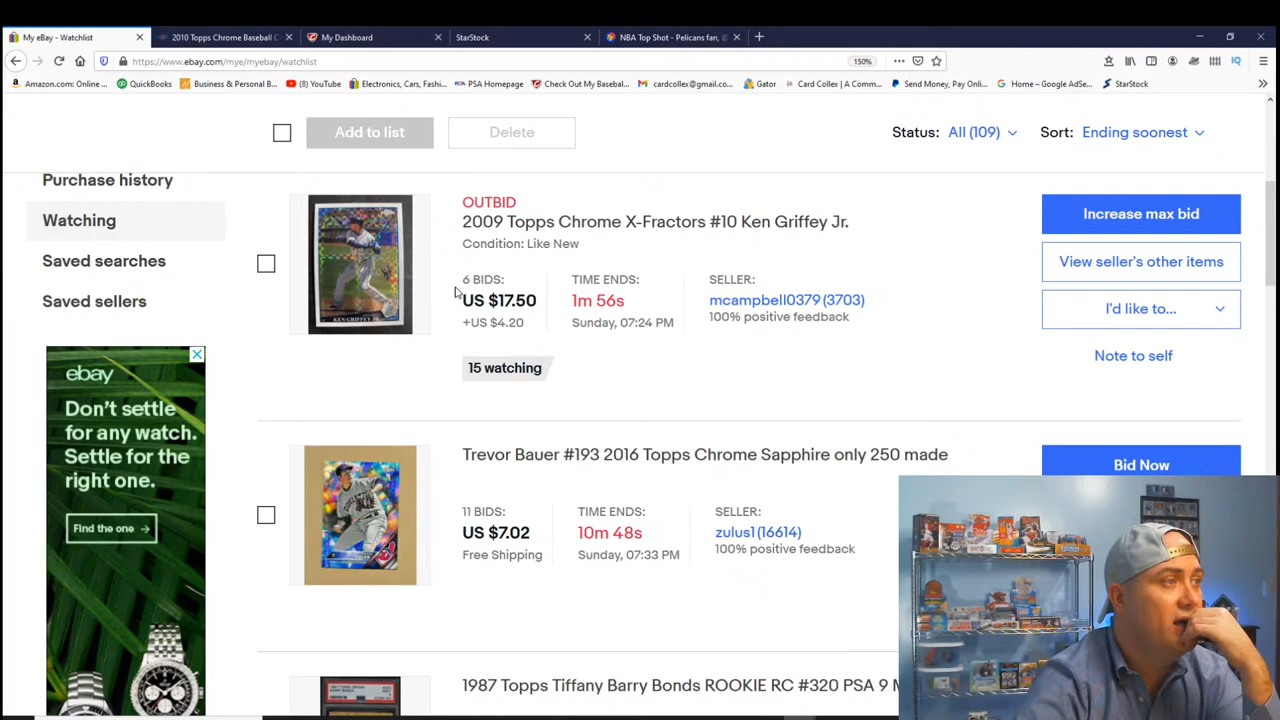 My eBay - Watchlist
2010 Topps Chrome Baseball C
My Dashboard
StarStock
NBA Top Shot - Pelicans fan,
https://www.ebay.com/mye/myebay/watchlist
150%
Amazon.com: Online ...
QuickBooks
Business & Personal B...
(8) YouTube
Electronics, Cars, Fashi...
PSA Homepage
Check Out My Basebal...
cardcollex@gmail.co...
Gator
Card Collex | A Comm...
Send Money, Pay Onli...
Home – Google AdSe...
StarStock
Add to list
Delete
Status: All (109)
Sort: Ending soonest
Purchase history
Watching
Saved searches
Saved sellers
OUTBID
2009 Topps Chrome X-Fractors #10 Ken Griffey Jr.
Condition: Like New
6 BIDS:
US $17.50
+US $4.20
TIME ENDS:
1m 56s
Sunday, 07:24 PM
SELLER:
mcampbell0379 (3703)
100% positive feedback
15 watching
Increase max bid
View seller's other items
I'd like to...
Note to self
KEN GRIFFEY JR.
ebay
Don't settle
for any watch.
Settle for the
right one.
Find the one →
Trevor Bauer #193 2016 Topps Chrome Sapphire only 250 made
11 BIDS:
US $7.02
Free Shipping
TIME ENDS:
10m 48s
Sunday, 07:33 PM
SELLER:
zulus1 (16614)
100% positive feedback
Bid Now
1987 Topps Tiffany Barry Bonds ROOKIE RC #320 PSA 9 M